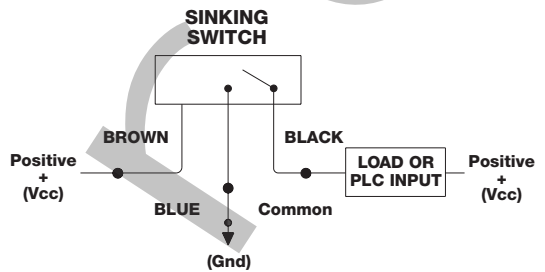 SINKING
SWITCH
BROWN
BLACK
Positive
+
(Vcc)
LOAD OR
PLC INPUT
Positive
+
(Vcc)
BLUE
Common
(Gnd)